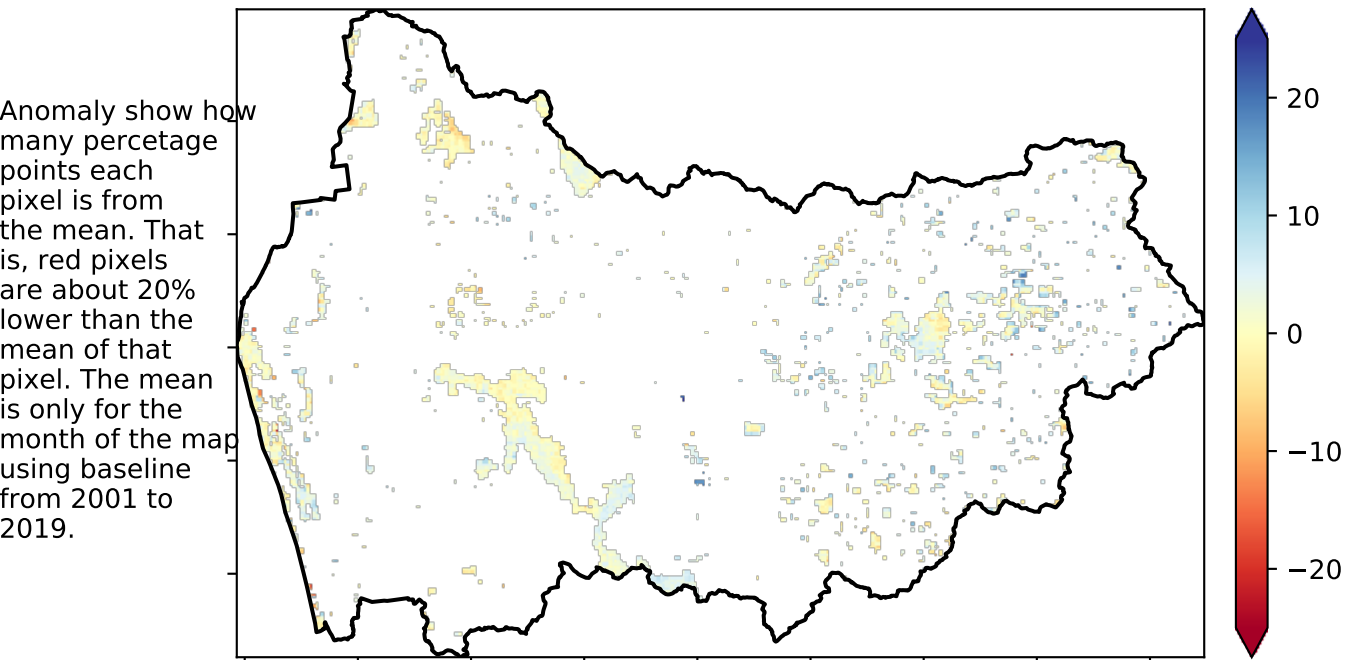 Anomaly show how
many percetage
points each
pixel is from
the mean. That
is, red pixels
are about 20%
lower than the
mean of that
pixel. The mean
is only for the
month of the map
using baseline
from 2001 to
2019.
20
10
0
−10
−20